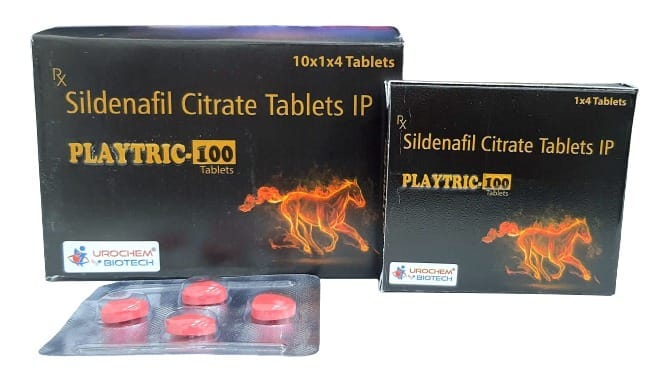 10x1x4 Tablets
Rx
Sildenafil Citrate Tablets IP
PLAYTRIC-100
Tablets
UROCHEM®
BIOTECH
1x4 Tablets
Rx
Sildenafil Citrate Tablets IP
PLAYTRIC-100
Tablets
UROCHEM®
BIOTECH